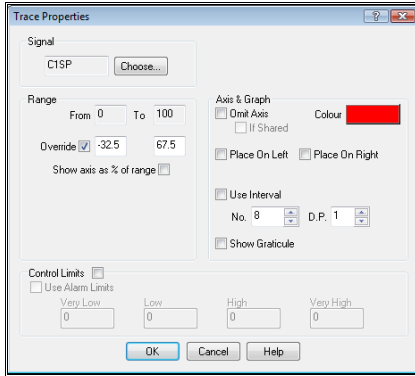 Trace Properties
Signal
C1SP
Choose...
Range
From 0 To 100
Override -32.5 67.5
Show axis as % of range
Axis & Graph
Omit Axis Colour
If Shared
Place On Left Place On Right
Use Interval
No. 8 D.P. 1
Show Graticule
Control Limits
Use Alarm Limits
Very Low Low High Very High
0 0 0 0
OK Cancel Help